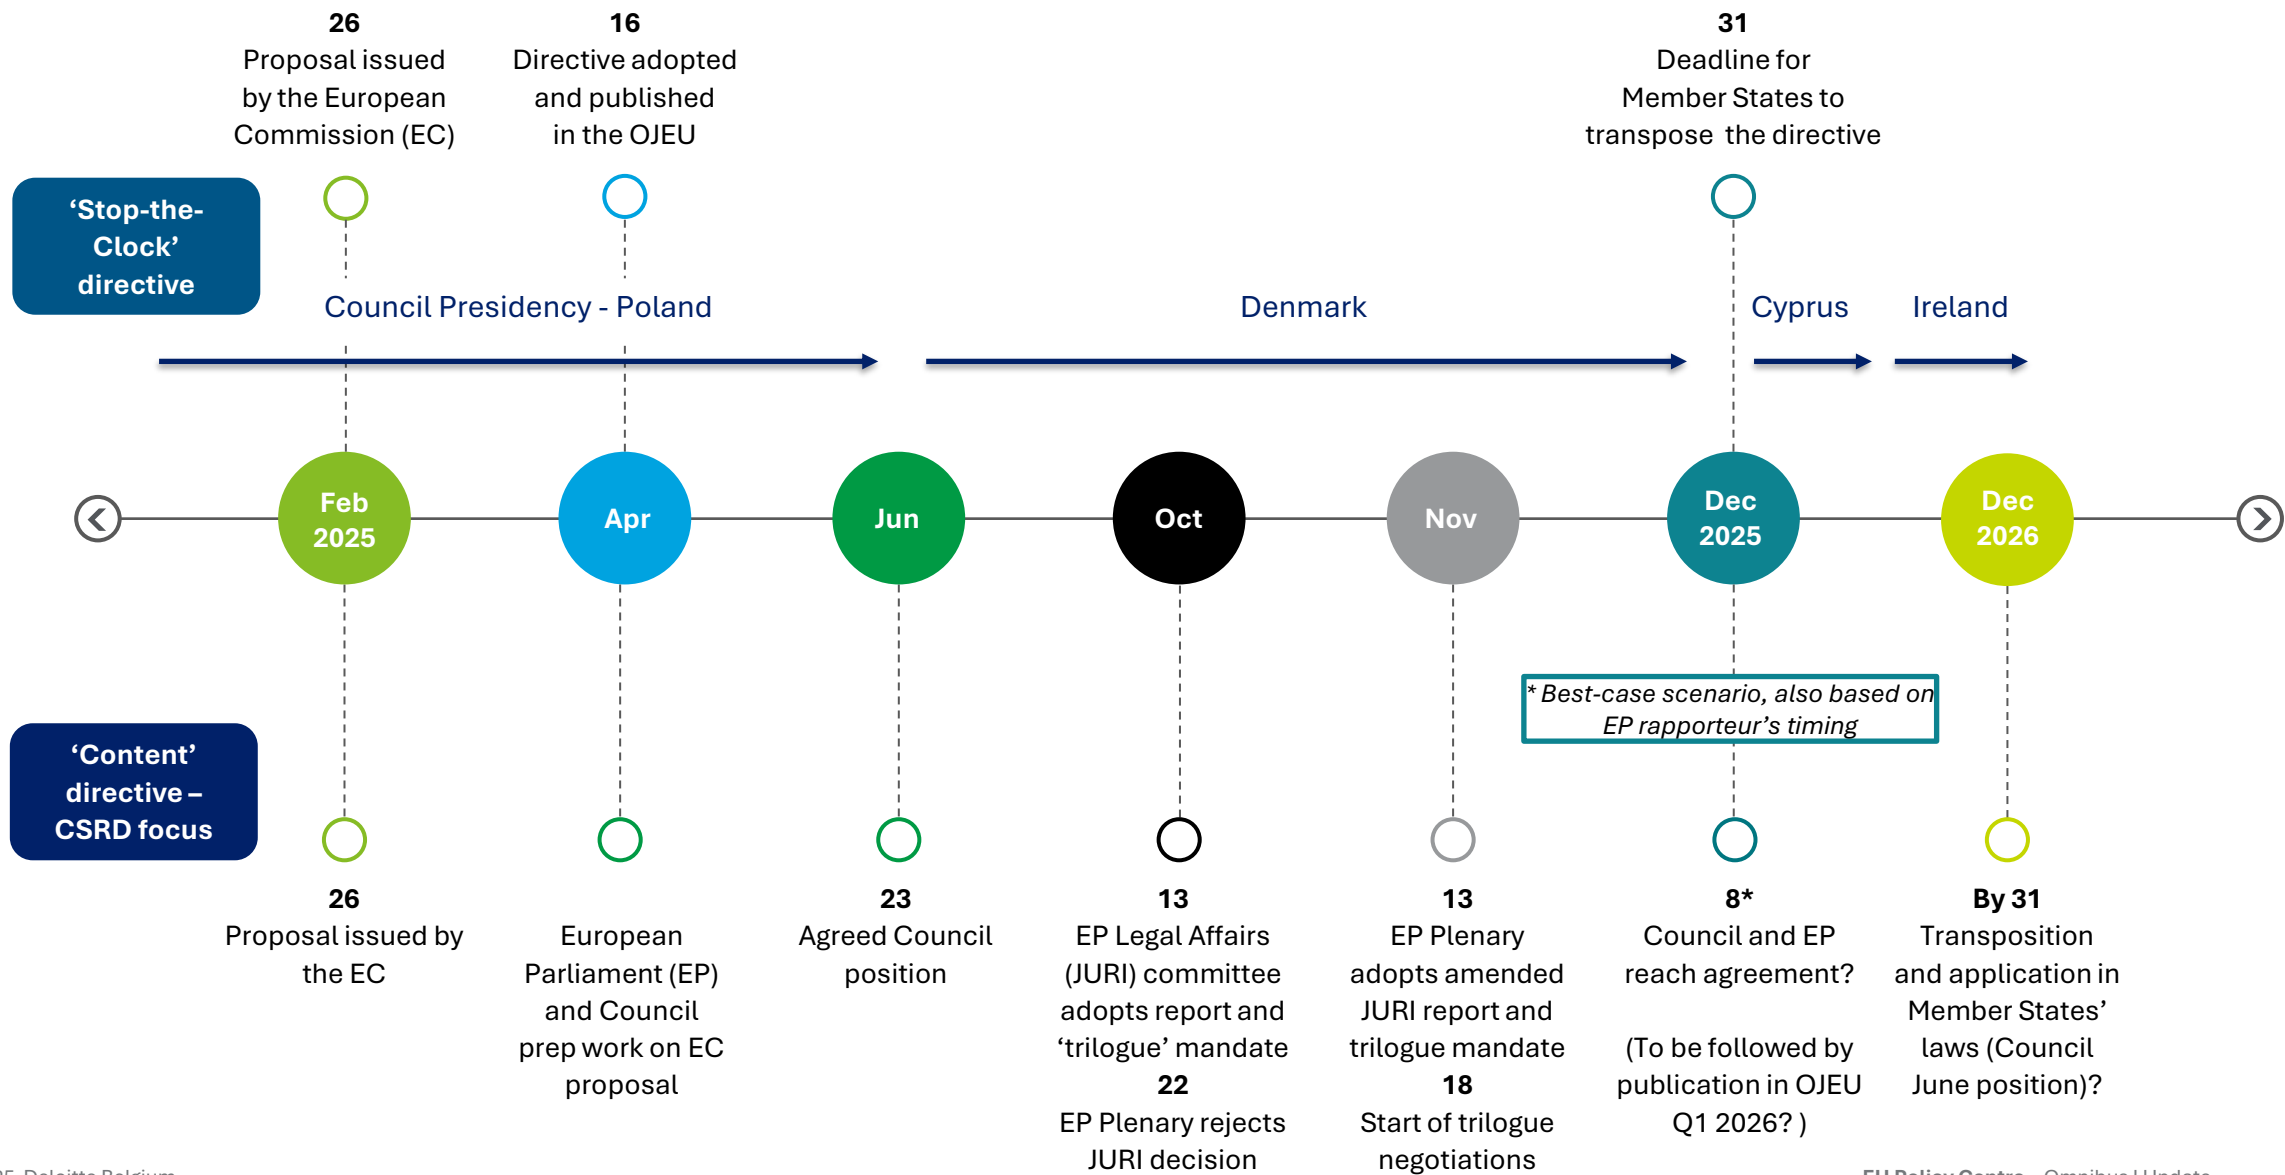 26
Proposal issued
by the European
Commission (EC)
16
Directive adopted
and published
in the OJEU
31
Deadline for
Member States to
transpose the directive
‘Stop-the-
Clock’
directive
Council Presidency - Poland
Denmark
Cyprus
Ireland
Feb
2025
Apr
Jun
Oct
Nov
Dec
2025
Dec
2026
* Best-case scenario, also based on
EP rapporteur’s timing
‘Content’
directive –
CSRD focus
26
Proposal issued by
the EC
European
Parliament (EP)
and Council
prep work on EC
proposal
23
Agreed Council
position
13
EP Legal Affairs
(JURI) committee
adopts report and
‘trilogue’ mandate
22
EP Plenary rejects
JURI decision
13
EP Plenary
adopts amended
JURI report and
trilogue mandate
18
Start of trilogue
negotiations
8*
Council and EP
reach agreement?
(To be followed by
publication in OJEU
Q1 2026? )
By 31
Transposition
and application in
Member States’
laws (Council
June position)?
Deloitte Belgium
EU Policy Centre – Omnibus | Update